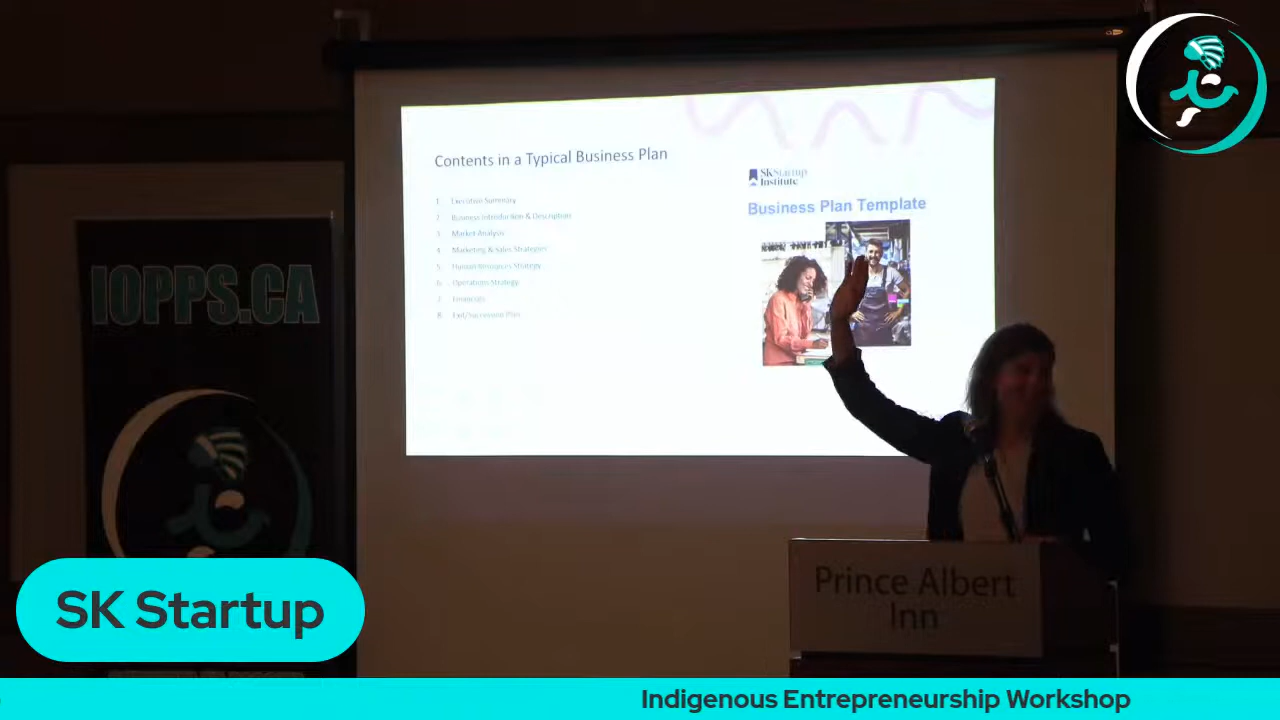 Contents in a Typical Business Plan
1. Executive Summary
2. Business Introduction & Description
3. Market Analysis
4. Marketing & Sales Strategies
5. Human Resources Strategy
6. Operations Strategy
7. Financials
8. Exit/Succession Plan
SKStartup
Institute
Business Plan Template
IOPPS.CA
Prince Albert
Inn
SK Startup
Indigenous Entrepreneurship Workshop